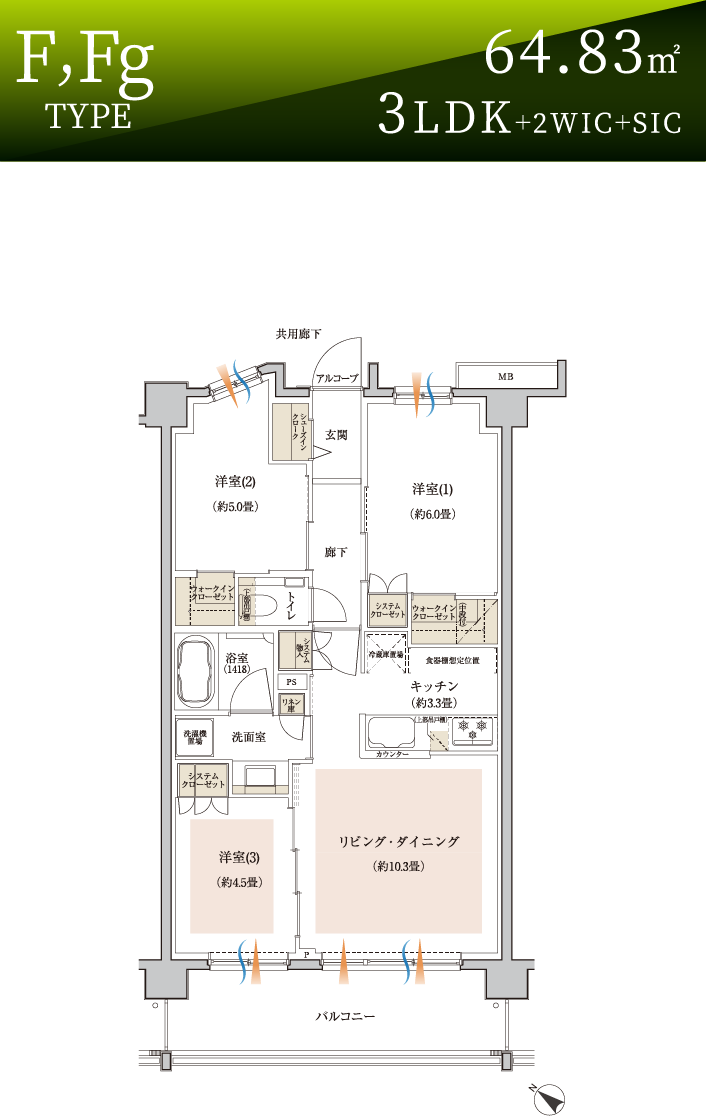 F,Fg
TYPE
64.83㎡
3LDK+2WIC+SIC
共用廊下
アルコーブ
MB
シューズイン
クローク
玄関
洋室(2)
(約5.0畳)
洋室(1)
(約6.0畳)
廊下
ウォークイン
クローゼット
(上部吊戸棚)
トイレ
システム
クローゼット
ウォークイン
クローゼット
(中段付)
システム
物入
浴室
(1418)
冷蔵庫置場
食器棚想定位置
PS
キッチン
(約3.3畳)
リネン
庫
(上部吊戸棚)
洗濯機
置場
洗面室
カウンター
システム
クローゼット
リビング・ダイニング
(約10.3畳)
洋室(3)
(約4.5畳)
P
バルコニー
N